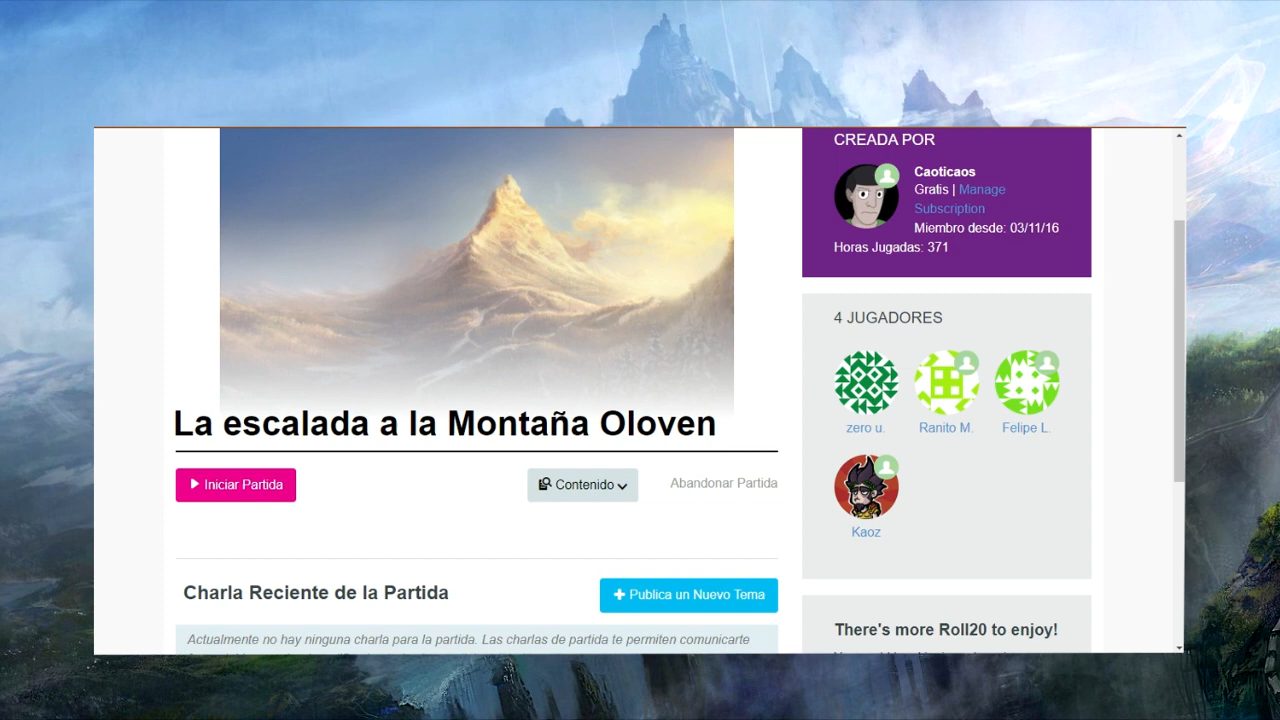 CREADA POR
Caoticaos
Gratis | Manage
Subscription
Miembro desde: 03/11/16
Horas Jugadas: 371
4 JUGADORES
zero u.
Ranito M.
Felipe L.
Kaoz
La escalada a la Montaña Oloven
Iniciar Partida
Contenido
Abandonar Partida
Charla Reciente de la Partida
Publica un Nuevo Tema
Actualmente no hay ninguna charla para la partida. Las charlas de partida te permiten comunicarte
There's more Roll20 to enjoy!